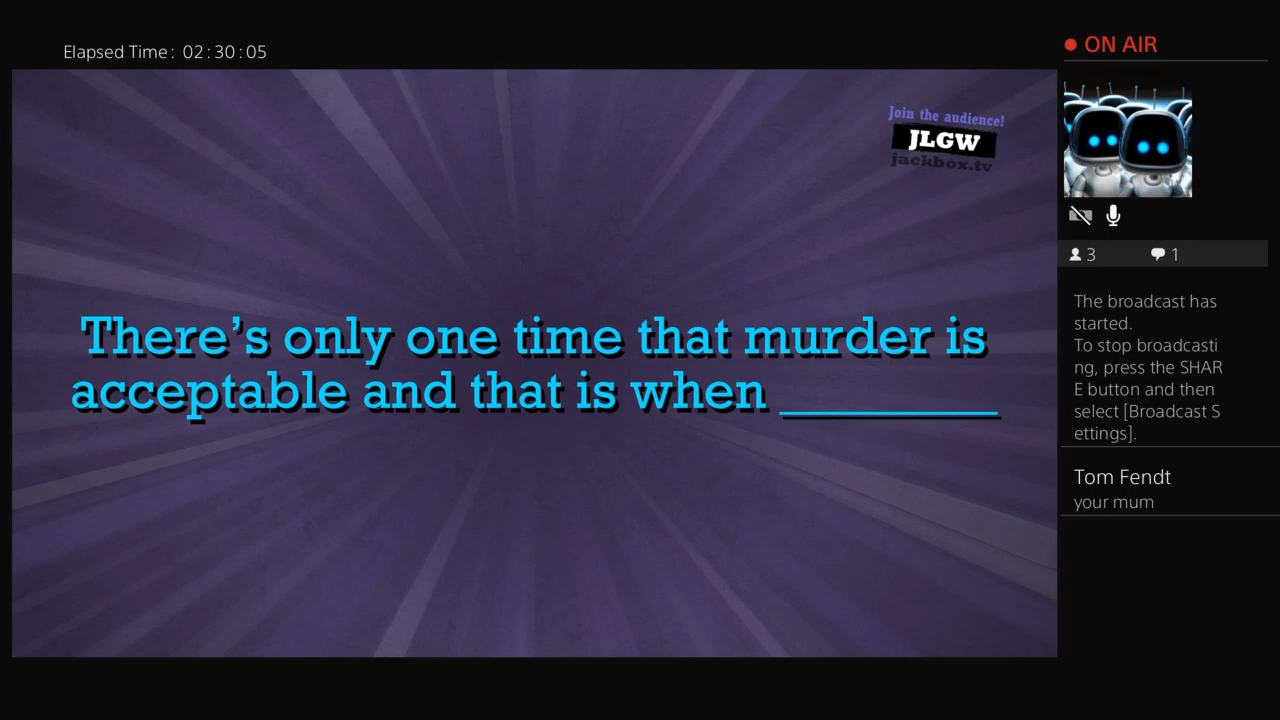 Elapsed Time: 02:30:05
ON AIR
Join the audience!
JLGW
jackbox.tv
There's only one time that murder is
acceptable and that is when ________
3 1
The broadcast has
started.
To stop broadcasti
ng, press the SHAR
E button and then
select [Broadcast S
ettings].
Tom Fendt
your mum